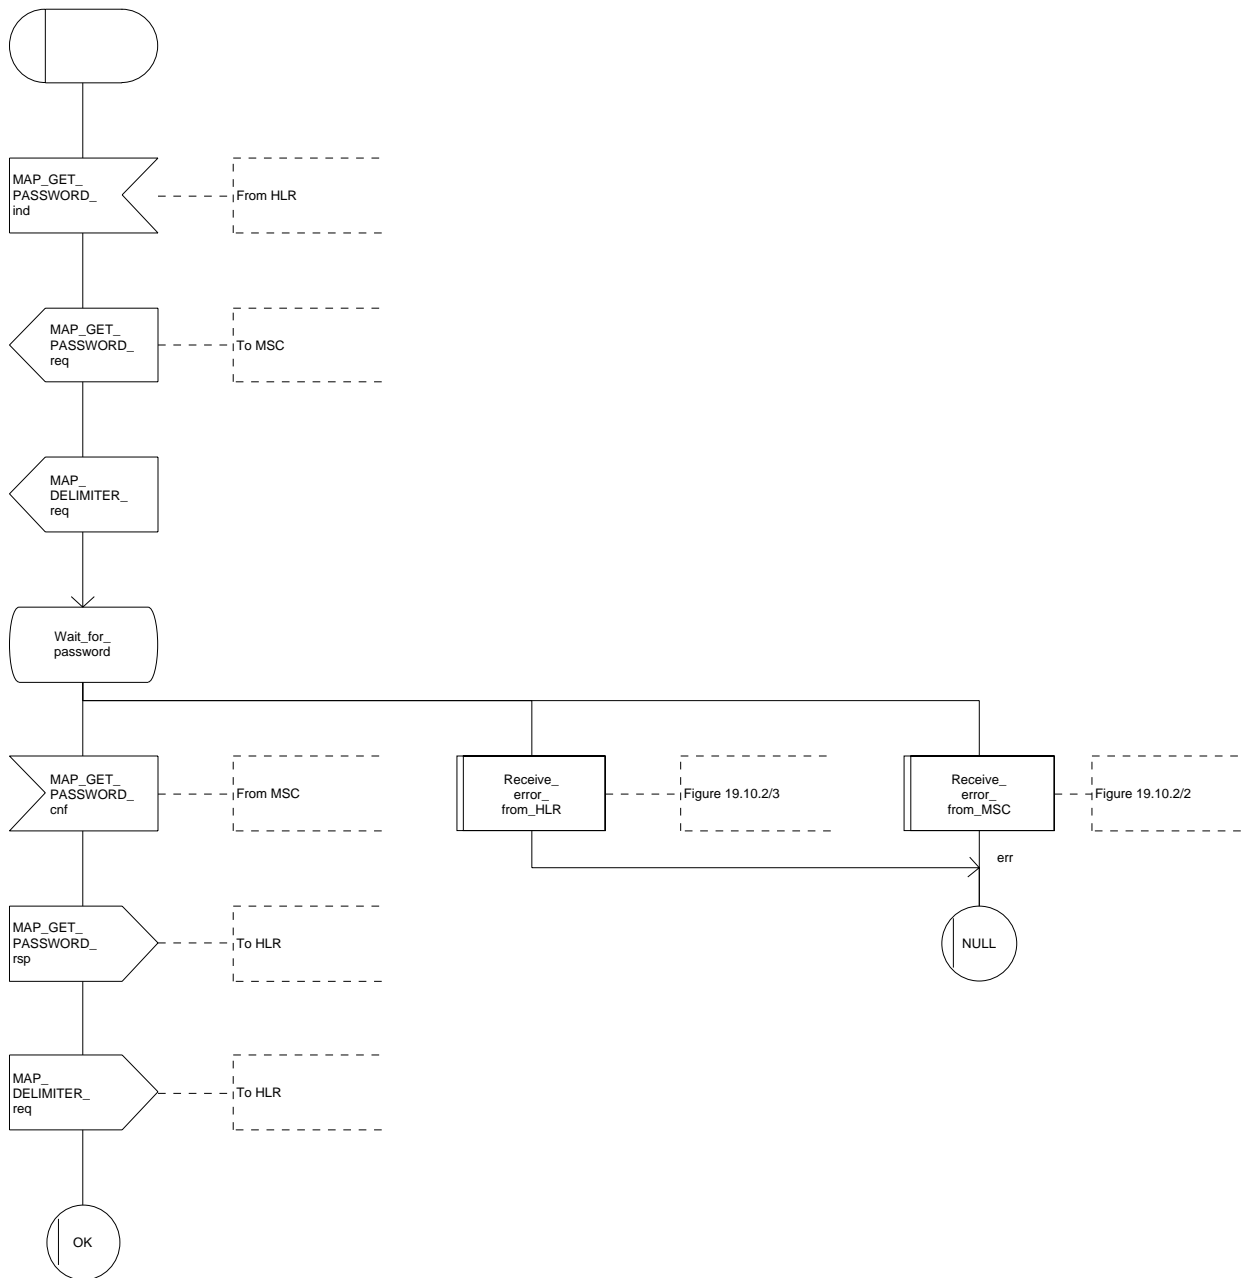 MAP_GET_
PASSWORD_
ind
From HLR
MAP_GET_
PASSWORD_
req
To MSC
MAP_
DELIMITER_
req
Wait_for_
password
MAP_GET_
PASSWORD_
cnf
From MSC
Receive_
error_
from_HLR
Figure 19.10.2/3
Receive_
error_
from_MSC
Figure 19.10.2/2
err
MAP_GET_
PASSWORD_
rsp
To HLR
NULL
MAP_
DELIMITER_
req
To HLR
OK